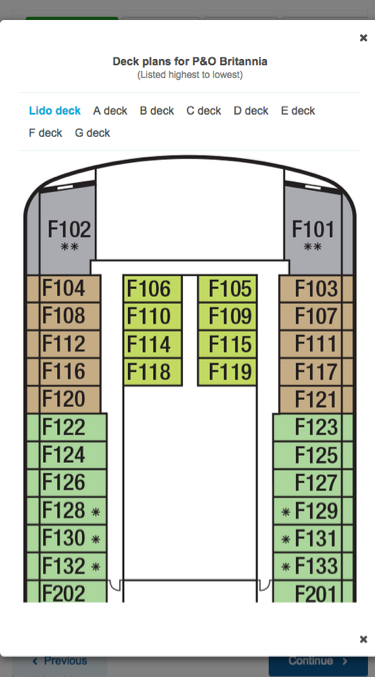 ×
Deck plans for P&O Britannia
(Listed highest to lowest)
Lido deck A deck B deck C deck D deck E deck
F deck G deck
F102 F101
** **
F104 F106 F105 F103
F108 F110 F109 F107
F112 F114 F115 F111
F116 F118 F119 F117
F120 F121
F122 F123
F124 F125
F126 F127
F128 * * F129
F130 * * F131
F132 * * F133
F202 F201
×
‹ Previous Continue ›